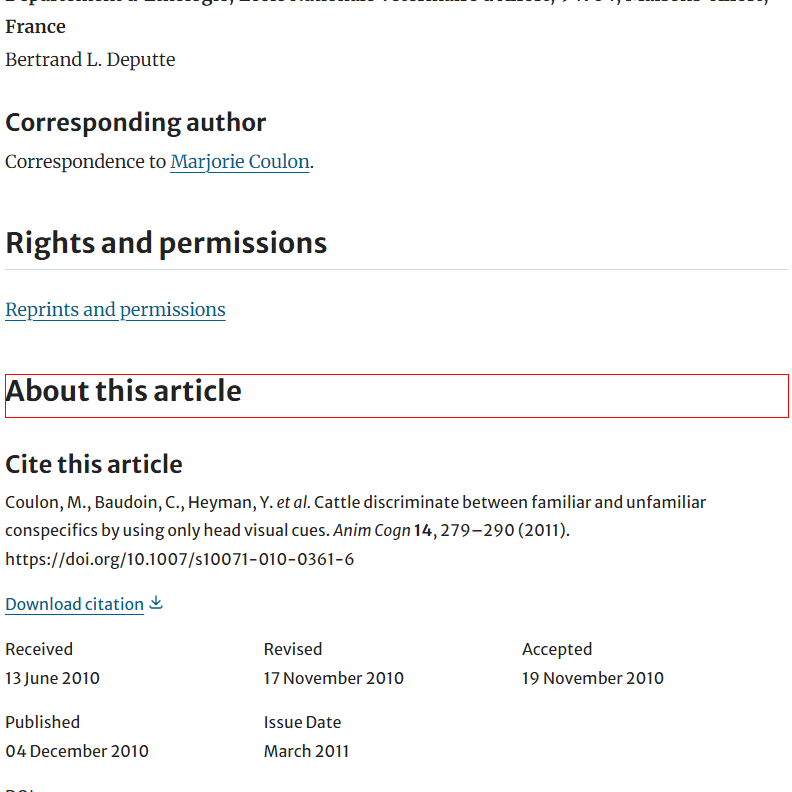 France
Bertrand L. Deputte
Corresponding author
Correspondence to Marjorie Coulon.
Rights and permissions
Reprints and permissions
About this article
Cite this article
Coulon, M., Baudoin, C., Heyman, Y. et al. Cattle discriminate between familiar and unfamiliar
conspecifics by using only head visual cues. Anim Cogn 14, 279–290 (2011).
https://doi.org/10.1007/s10071-010-0361-6
Download citation
Received Revised Accepted
13 June 2010 17 November 2010 19 November 2010
Published Issue Date
04 December 2010 March 2011